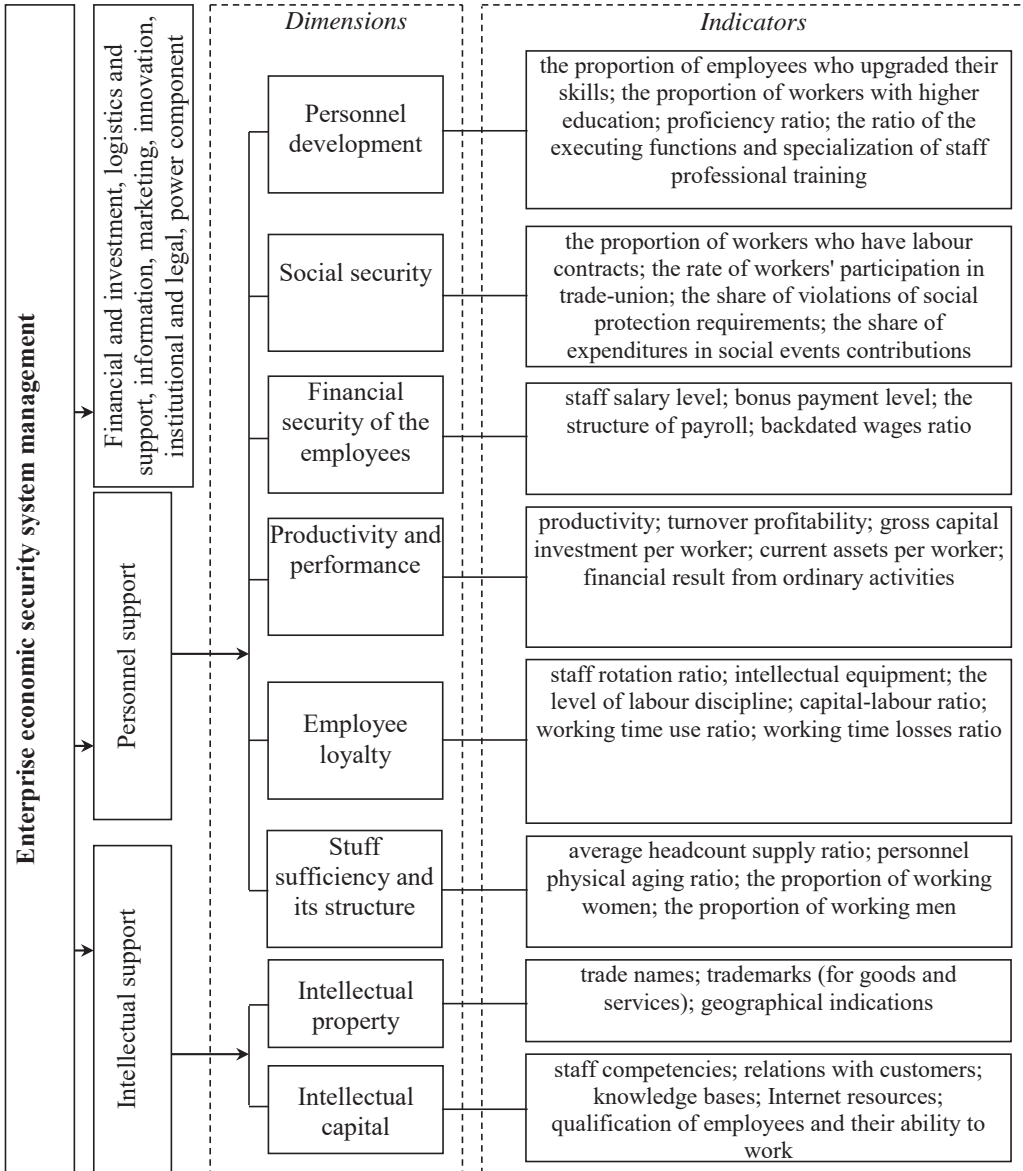 Enterprise economic security system management
Financial and investment, logistics and
support, information, marketing, innovation,
institutional and legal, power component
Personnel support
Intellectual support
Dimensions
Indicators
Personnel
development
the proportion of employees who upgraded their
skills; the proportion of workers with higher
education; proficiency ratio; the ratio of the
executing functions and specialization of staff
professional training
Social security
the proportion of workers who have labour
contracts; the rate of workers' participation in
trade-union; the share of violations of social
protection requirements; the share of
expenditures in social events contributions
Financial
security of the
employees
staff salary level; bonus payment level; the
structure of payroll; backdated wages ratio
Productivity and
performance
productivity; turnover profitability; gross capital
investment per worker; current assets per worker;
financial result from ordinary activities
Employee
loyalty
staff rotation ratio; intellectual equipment; the
level of labour discipline; capital-labour ratio;
working time use ratio; working time losses ratio
Stuff
sufficiency and
its structure
average headcount supply ratio; personnel
physical aging ratio; the proportion of working
women; the proportion of working men
Intellectual
property
trade names; trademarks (for goods and
services); geographical indications
Intellectual
capital
staff competencies; relations with customers;
knowledge bases; Internet resources;
qualification of employees and their ability to
work